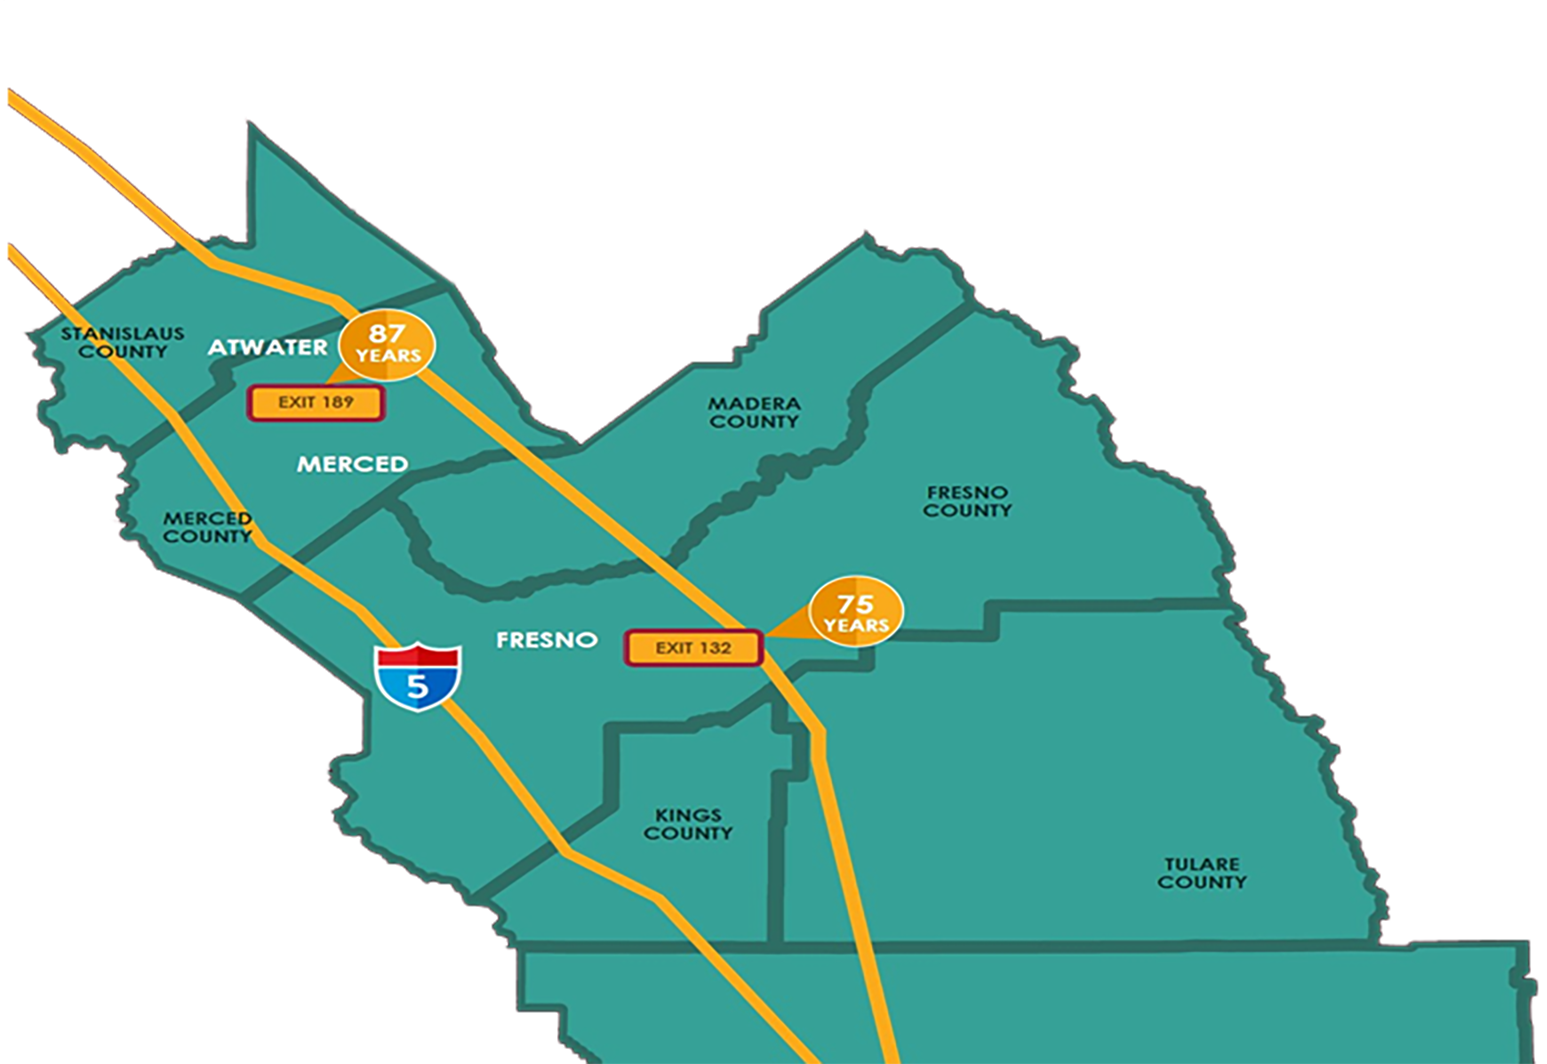 STANISLAUS
COUNTY
ATWATER
87
YEARS
EXIT 189
MERCED
MERCED
COUNTY
MADERA
COUNTY
FRESNO
COUNTY
75
YEARS
FRESNO
EXIT 132
5
KINGS
COUNTY
TULARE
COUNTY